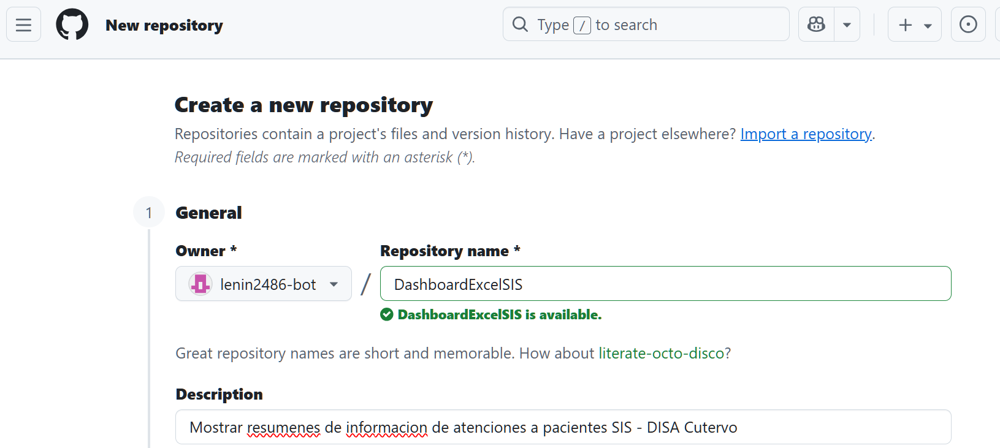 New repository
Type / to search
Create a new repository
Repositories contain a project's files and version history. Have a project elsewhere? Import a repository.
Required fields are marked with an asterisk (*).
1 General
Owner * Repository name *
lenin2486-bot / DashboardExcelSIS
DashboardExcelSIS is available.
Great repository names are short and memorable. How about literate-octo-disco?
Description
Mostrar resumenes de informacion de atenciones a pacientes SIS - DISA Cutervo